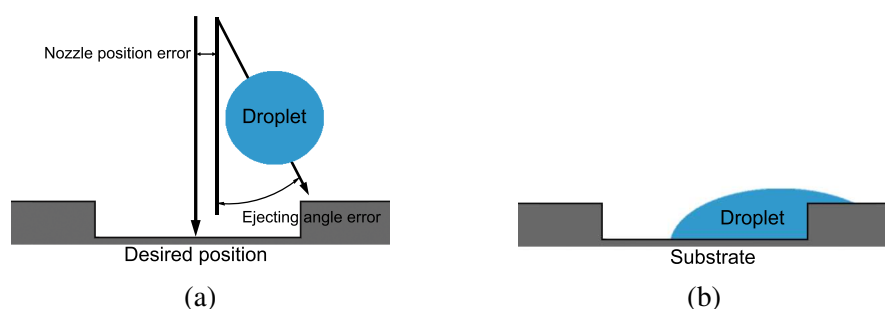 Nozzle position error
Droplet
Ejecting angle error
Desired position
(a)
Droplet
Substrate
(b)